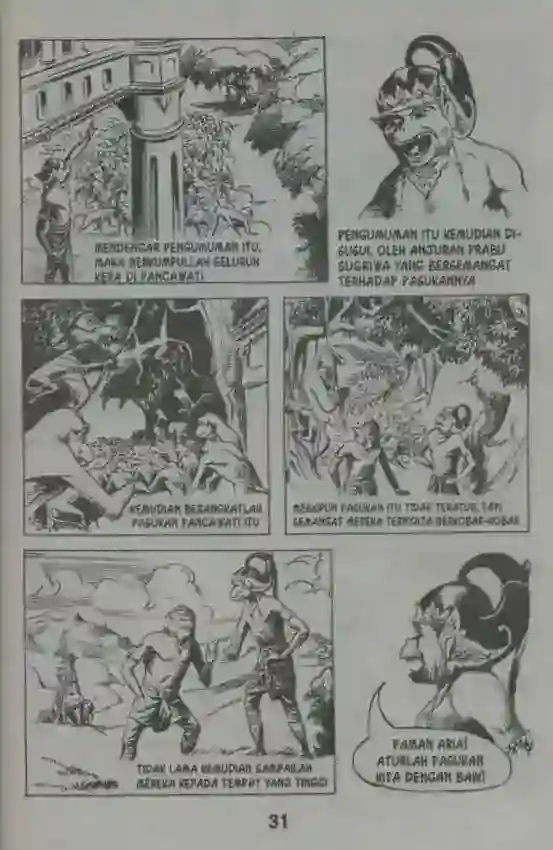 MENDENGAR PENGUMUMAN ITU,
MAKA BERKUMPULLAH SELURUH
KERA DI PANCAWATI
PENGUMUMAN ITU KEMUDIAN DI-
SUSUL OLEH ANJURAN PRABU
SUGRIWA YANG BERSEMANGAT
TERHADAP PASUKANNYA
KEMUDIAN BERANGKATLAH
PASUKAN PANCAWATI ITU
MESKIPUN PASUKAN ITU TIDAK TERATUR, TAPI
SEMANGAT MEREKA TERNYATA BERKOBAR-KOBAR
TIDAK LAMA KEMUDIAN SAMPAILAH
MEREKA KEPADA TEMPAT YANG TINGGI
PAMAN ARIA!
ATURLAH PASUKAN
KITA DENGAN BAIK!
31